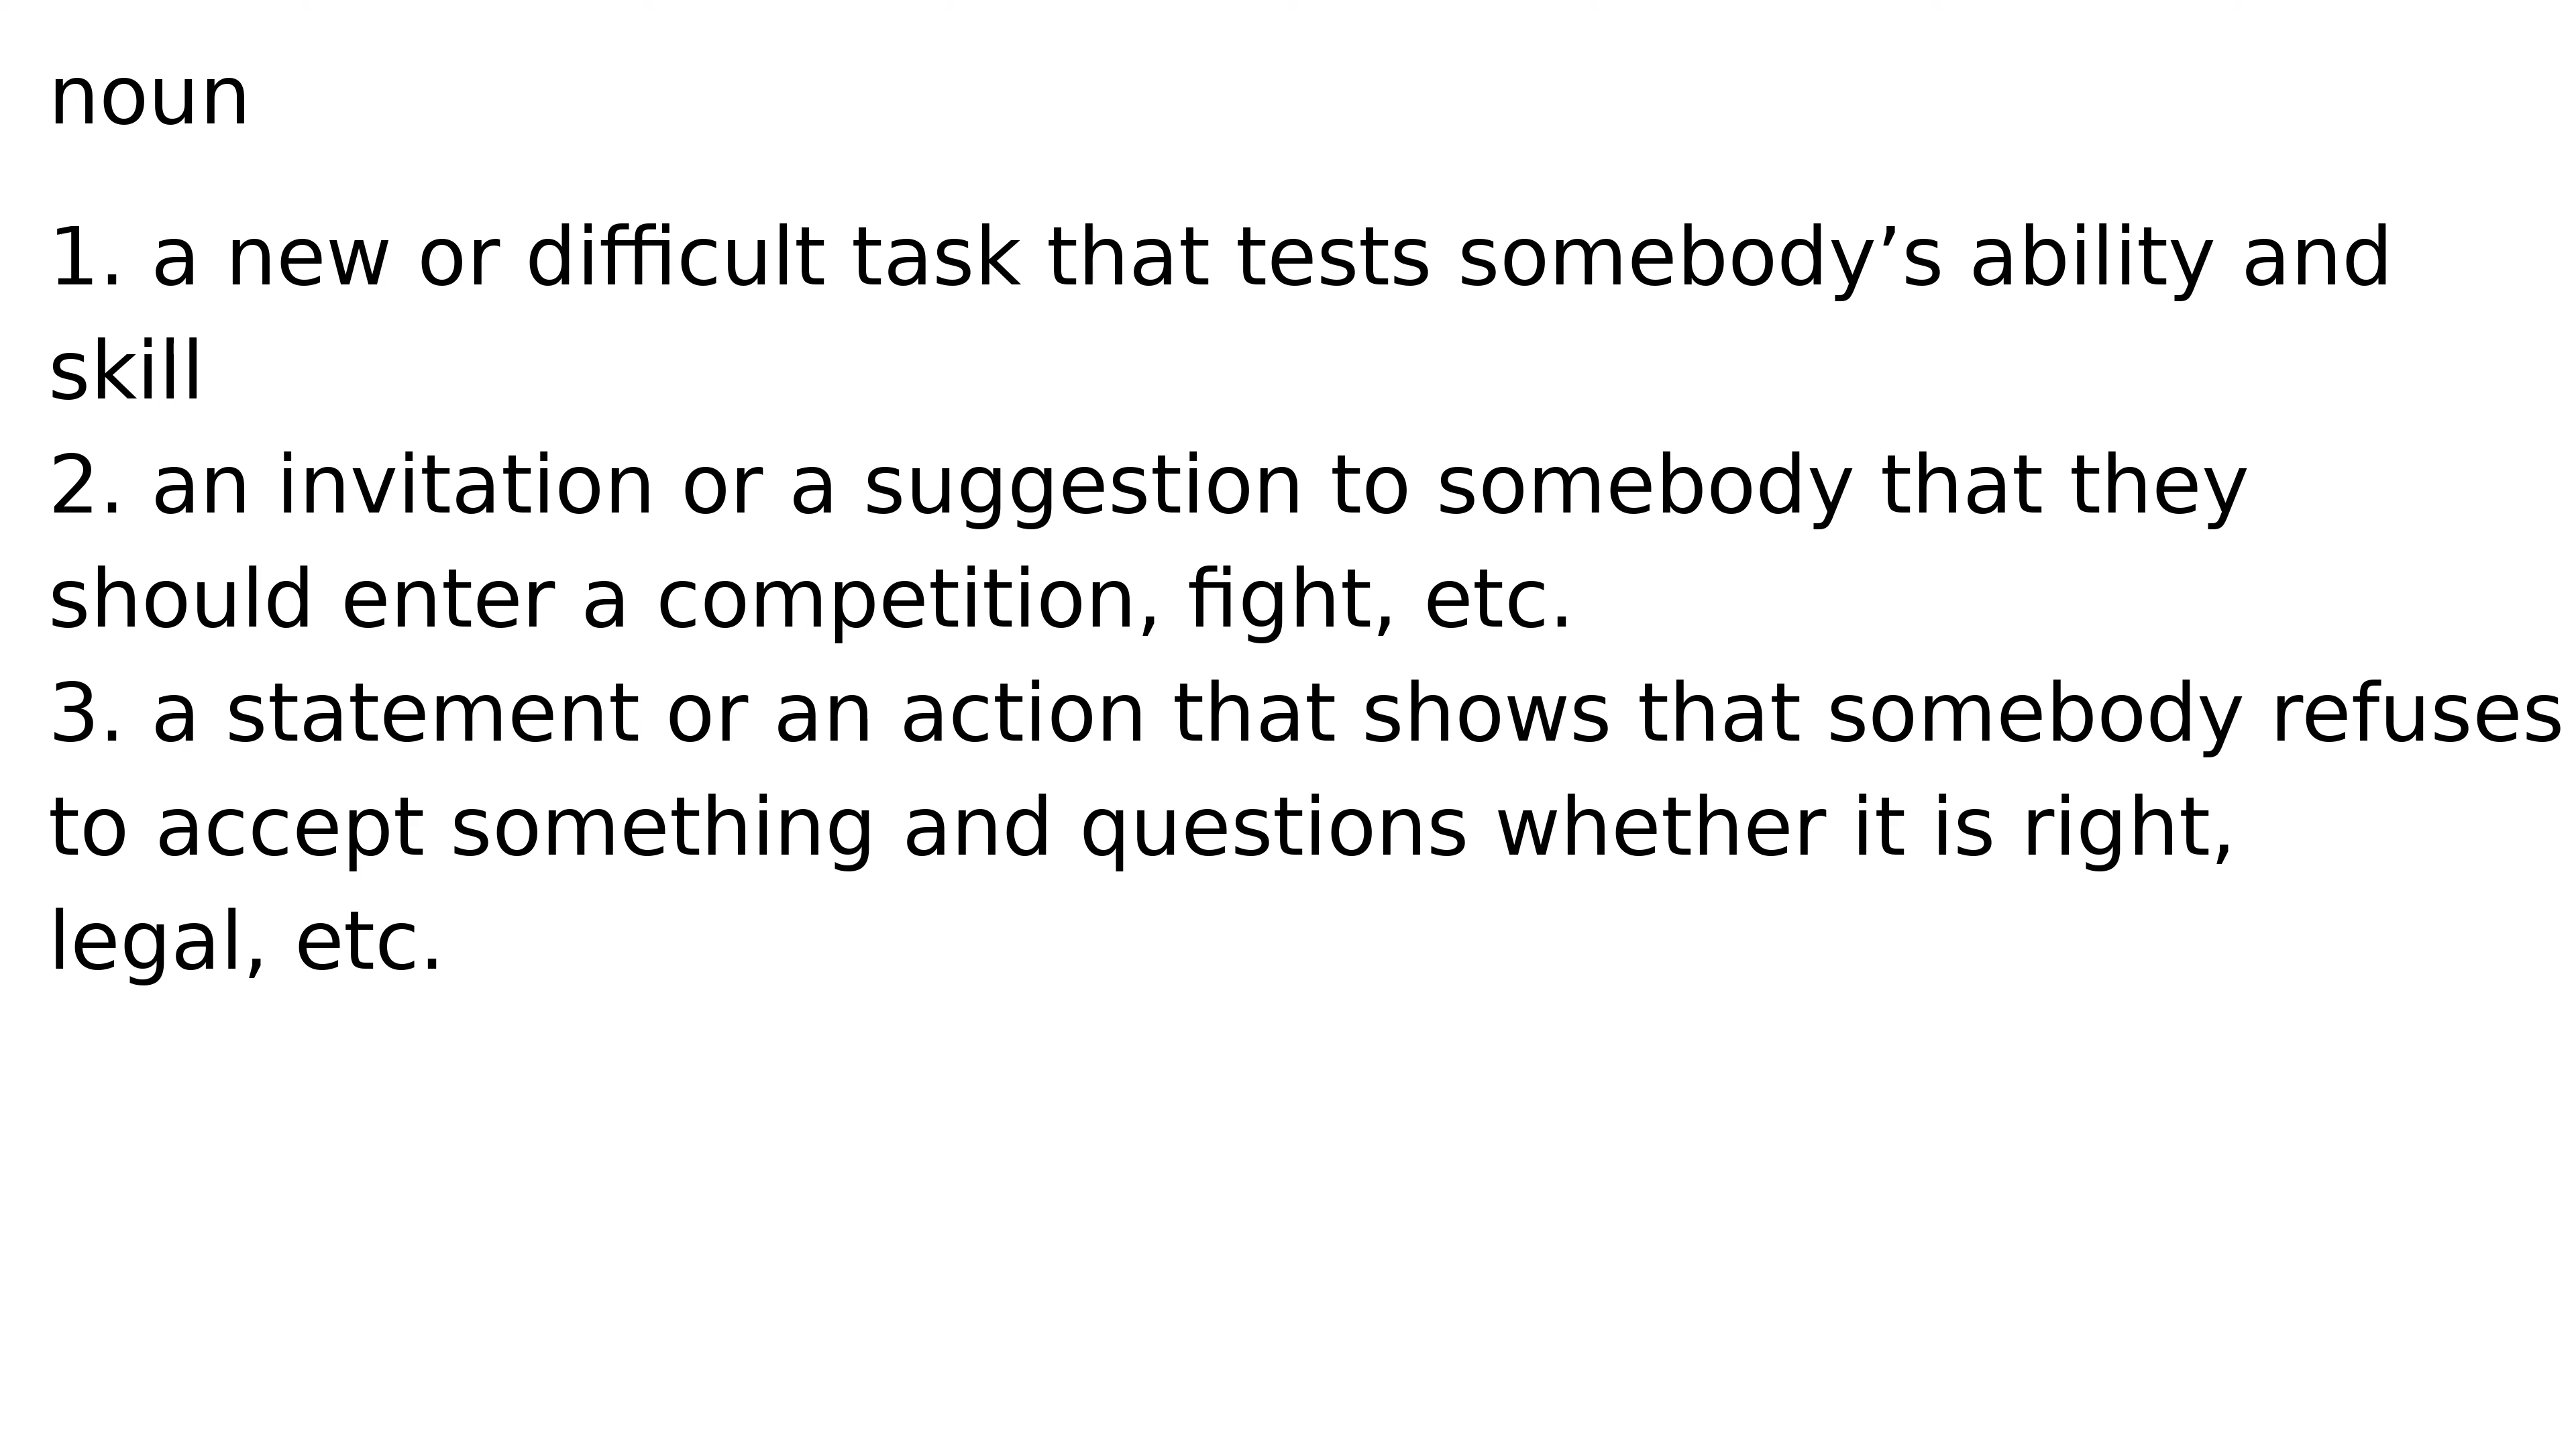 noun
1. a new or difficult task that tests somebody’s ability and
skill
2. an invitation or a suggestion to somebody that they
should enter a competition, fight, etc.
3. a statement or an action that shows that somebody refuses
to accept something and questions whether it is right,
legal, etc.